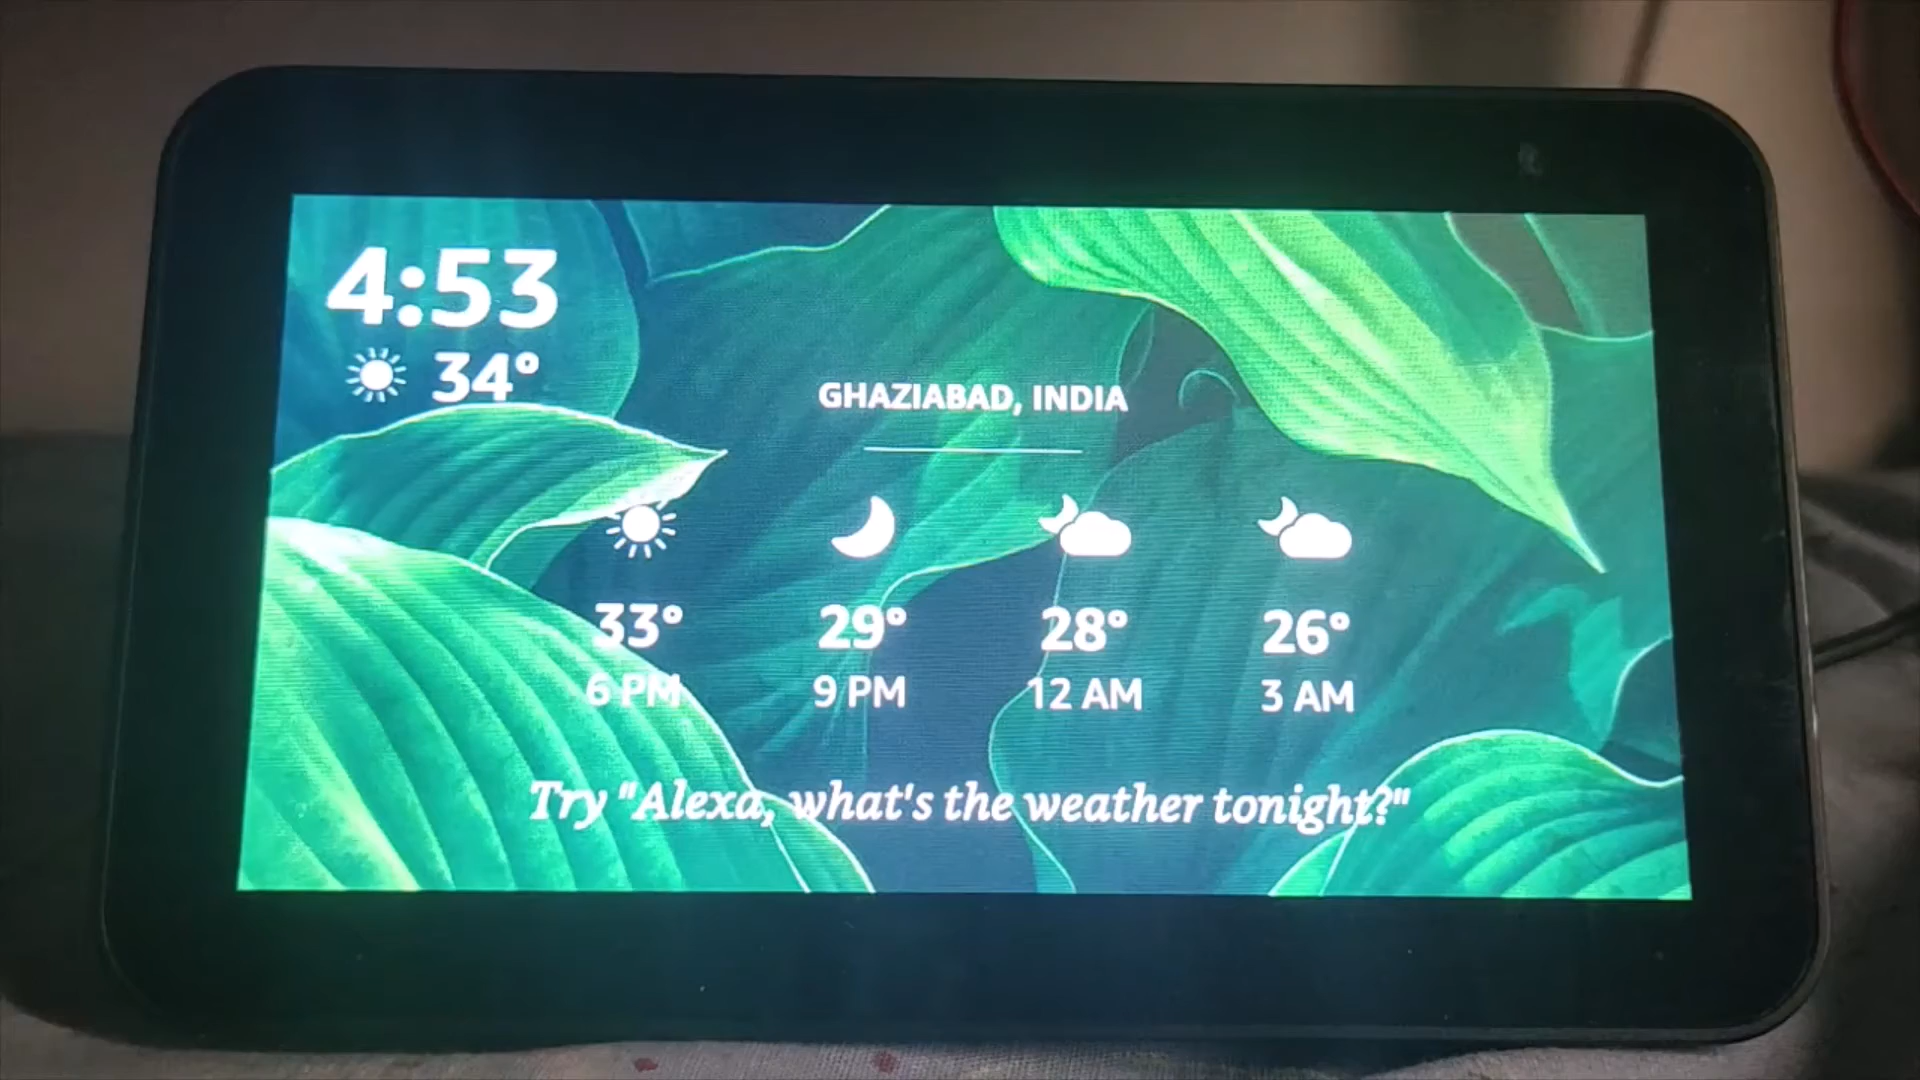 4:53
34°
GHAZIABAD, INDIA
33° 29° 28° 26°
6 PM 9 PM 12 AM 3 AM
Try "Alexa, what's the weather tonight?"